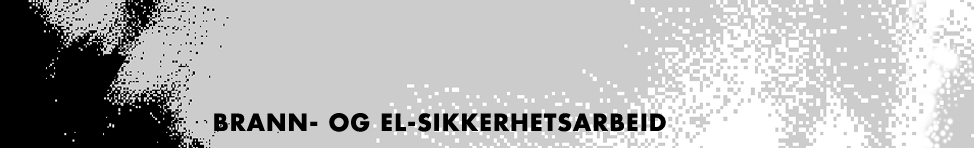 BRANN- OG EL-SIKKERHETSARBEID